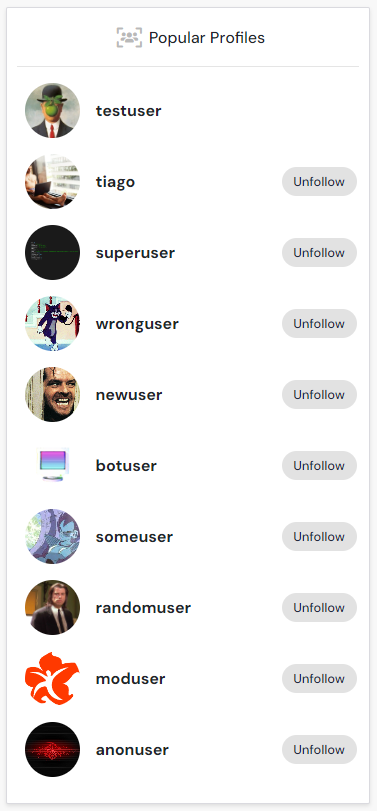 Popular Profiles
testuser
tiago
Unfollow
superuser
Unfollow
wronguser
Unfollow
newuser
Unfollow
botuser
Unfollow
someuser
Unfollow
randomuser
Unfollow
moduser
Unfollow
anonuser
Unfollow